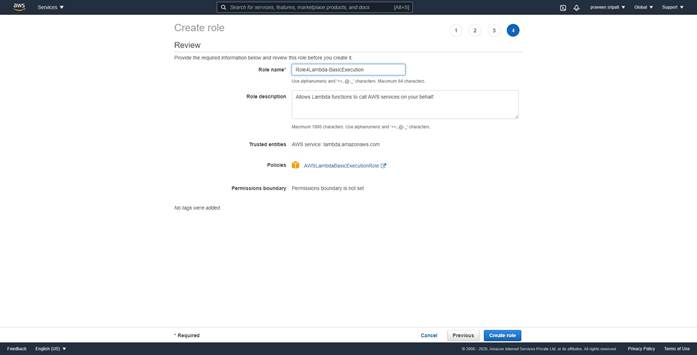 aws Services Search for services, features, marketplace products, and docs [Alt+S] praveen sripati Global Support
Create role 1 2 3 4
Review
Provide the required information below and review this role before you create it.
Role name* Role4Lambda-BasicExecution
Use alphanumeric and '+=,.@-_' characters. Maximum 64 characters.
Role description Allows Lambda functions to call AWS services on your behalf.
Maximum 1000 characters. Use alphanumeric and '+=,.@-_' characters.
Trusted entities AWS service: lambda.amazonaws.com
Policies AWSLambdaBasicExecutionRole
Permissions boundary Permissions boundary is not set
No tags were added.
* Required Cancel Previous Create role
Feedback English (US) © 2008 - 2020, Amazon Internet Services Private Ltd. or its affiliates. All rights reserved. Privacy Policy Terms of Use